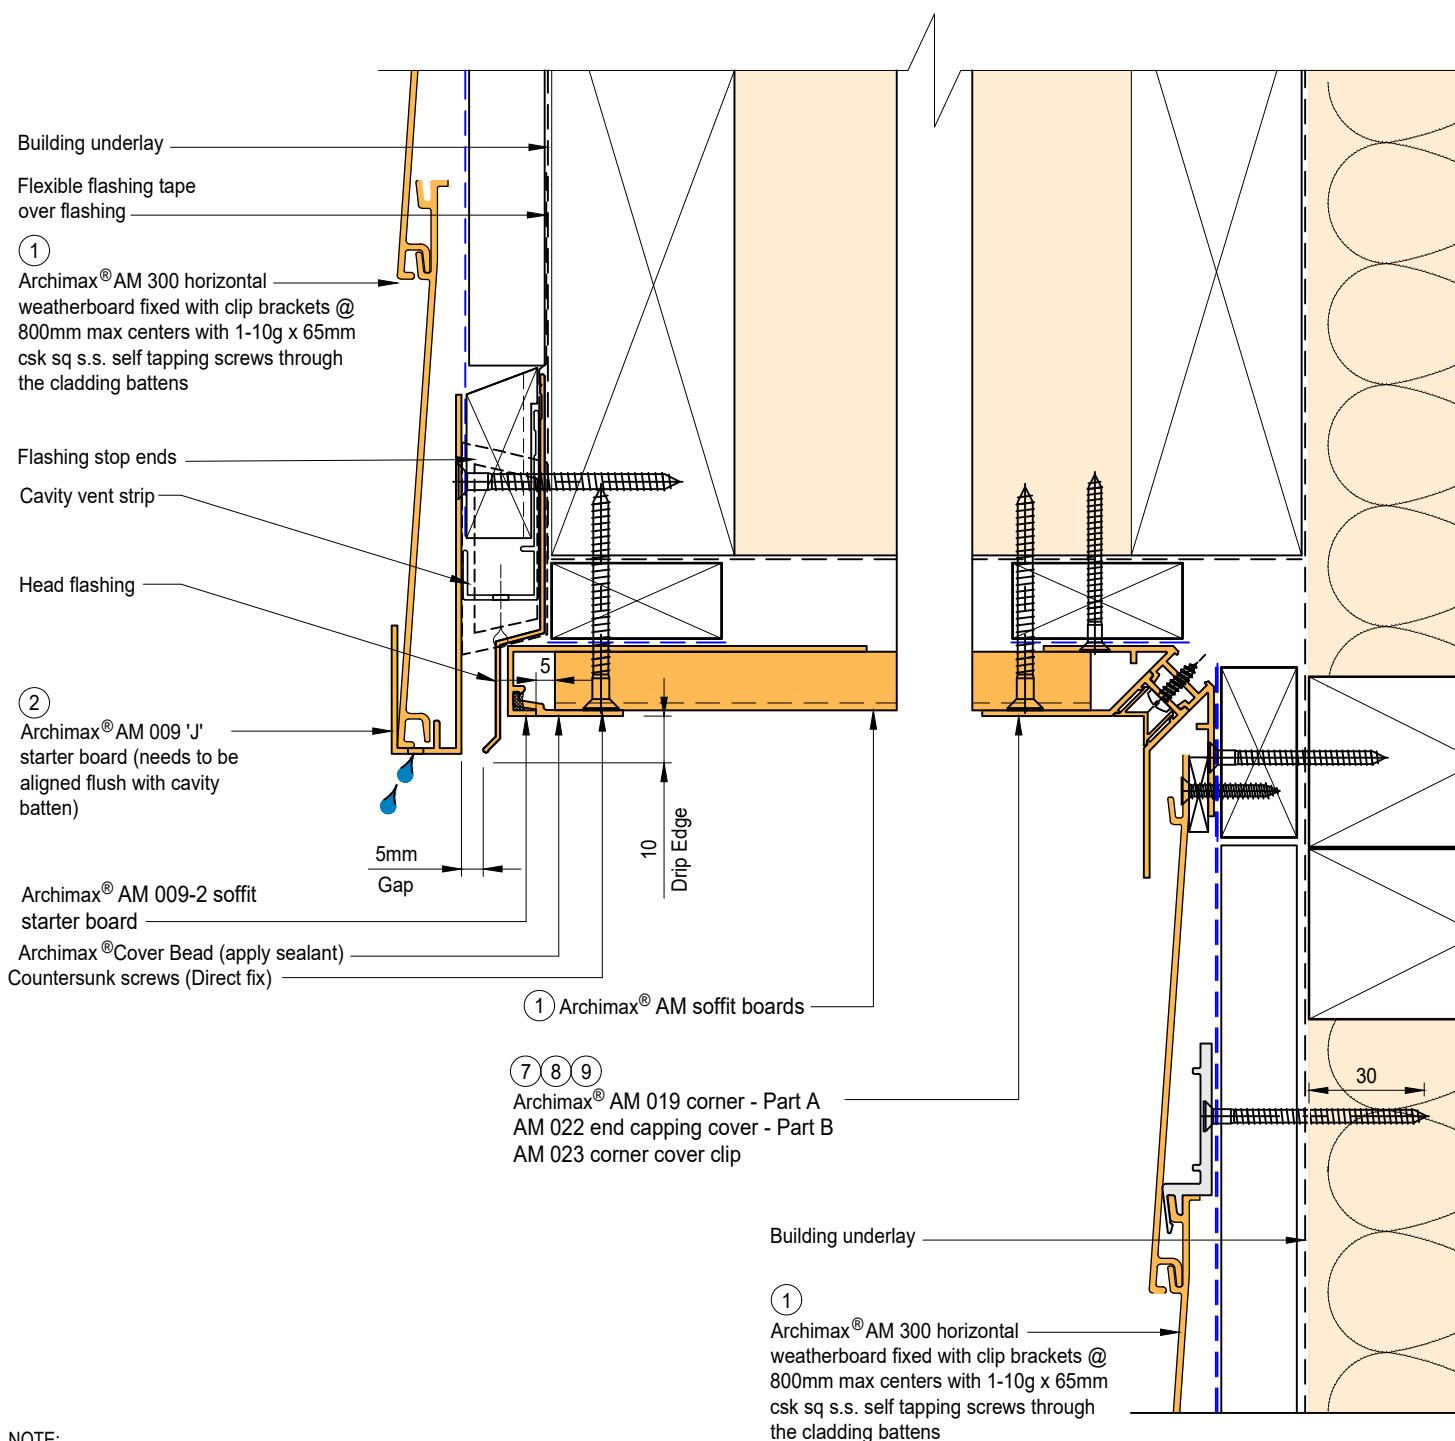 Building underlay
Flexible flashing tape
over flashing
1
Archimax® AM 300 horizontal
weatherboard fixed with clip brackets @
800mm max centers with 1-10g x 65mm
csk sq s.s. self tapping screws through
the cladding battens
Flashing stop ends
Cavity vent strip
Head flashing
2
Archimax® AM 009 'J'
starter board (needs to be
aligned flush with cavity
batten)
5
10
Drip Edge
5mm
Gap
Archimax® AM 009-2 soffit
starter board
Archimax® Cover Bead (apply sealant)
Countersunk screws (Direct fix)
1 Archimax® AM soffit boards
7 8 9
Archimax® AM 019 corner - Part A
AM 022 end capping cover - Part B
AM 023 corner cover clip
30
Building underlay
1
Archimax® AM 300 horizontal
weatherboard fixed with clip brackets @
800mm max centers with 1-10g x 65mm
csk sq s.s. self tapping screws through
the cladding battens
NOTE: